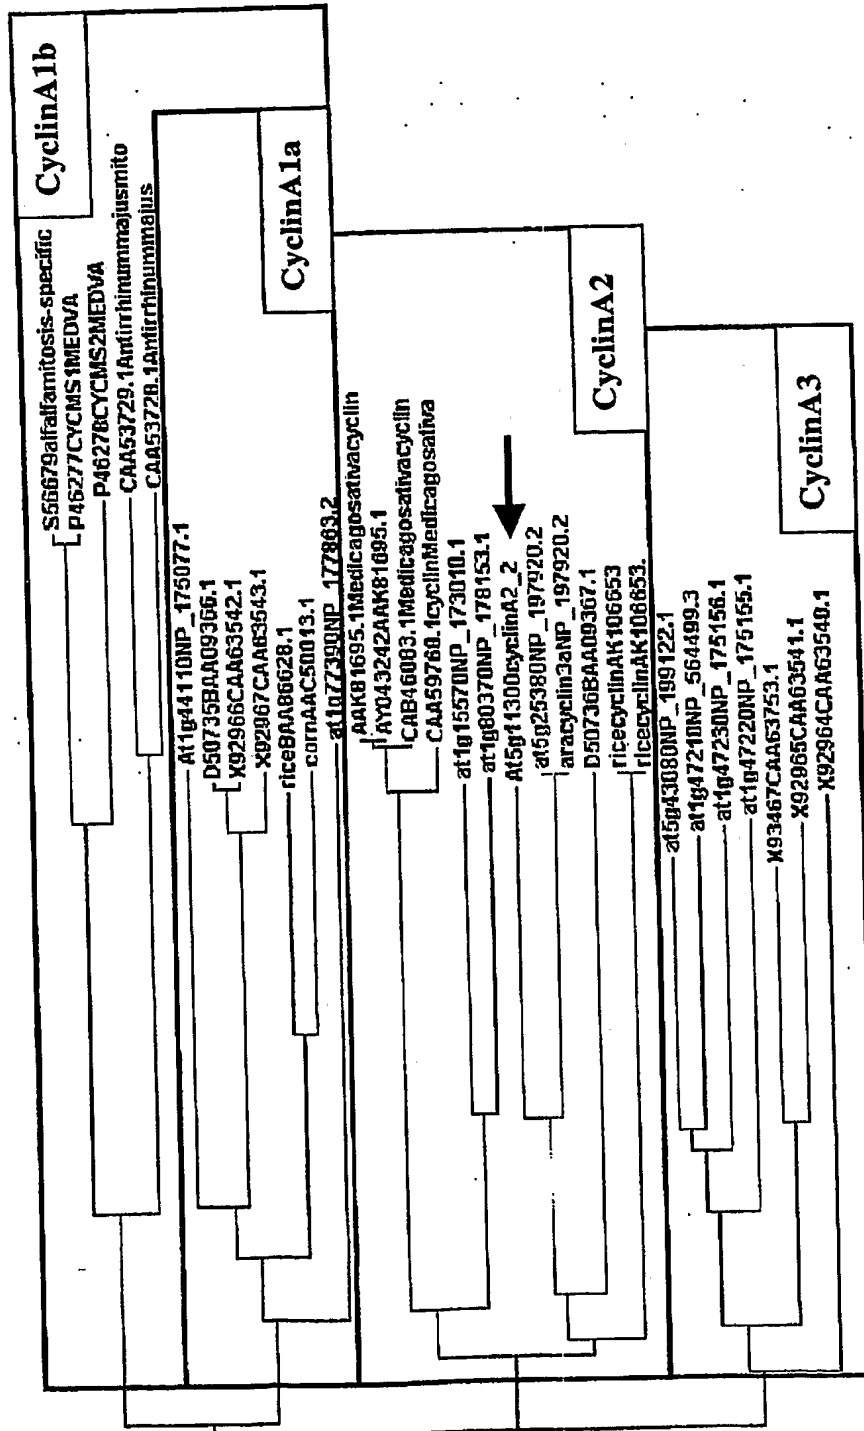 CyclinA1b
S56679alfalfamitosis-specific
P46277CYCMS1MEDVA
P46278CYCMS2MEDVA
CAA53729.1Antirrhinummajusmito
CAA53728.1Antirrhinummajus
CyclinA1a
At1g44110NP_175077.1
D50735BAA09366.1
X92966CAA63542.1
X92967CAA63543.1
riceBAA86628.1
cornAAC50013.1
at1g77390NP_177863.2
CyclinA2
AAK81695.1Medicagosativacyclin
AY043242AAK81695.1
CAB46083.1Medicagosativacyclin
CAA59760.1cyclinMedicagosativa
at1g15570NP_173010.1
at1g80370NP_178153.1
At5g11300cyclinA2_2
at5g25380NP_197920.2
aracyclin3aNP_197920.2
D50736BAA09367.1
ricecyclinAK106653
ricecyclinAK106653.
CyclinA3
at5g43080NP_199122.1
at1g47210NP_564499.3
at1g47230NP_175156.1
at1g47220NP_175155.1
X93467CAA63753.1
X92965CAA63541.1
X92964CAA63540.1